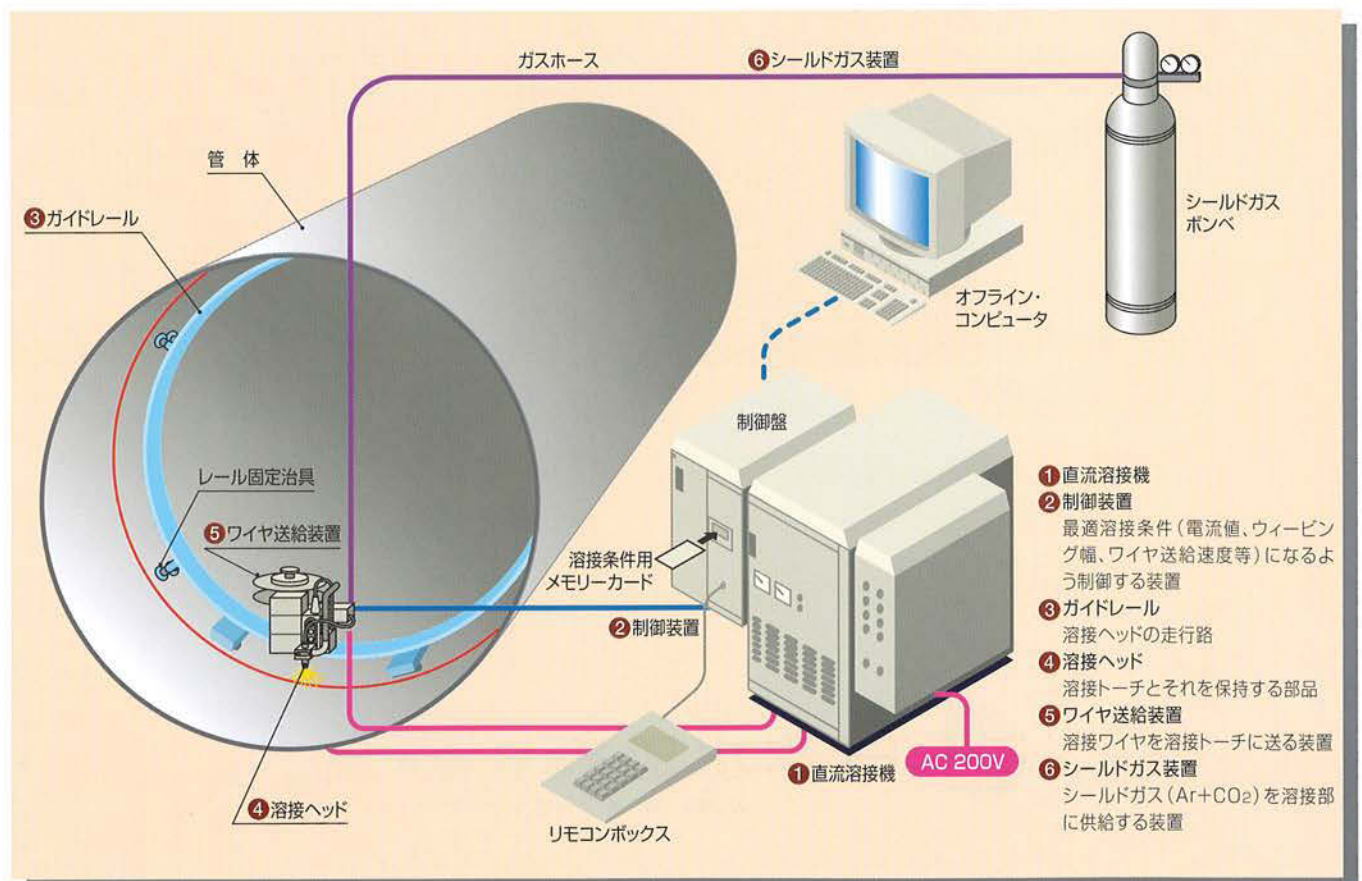 ガスホース
❻シールドガス装置
管 体
❸ガイドレール
シールドガス
ボンベ
オフライン・
コンピュータ
制御盤
レール固定治具
❺ワイヤ送給装置
溶接条件用
メモリーカード
❷制御装置
❶直流溶接機
AC 200V
❹溶接ヘッド
リモコンボックス
❶直流溶接機
❷制御装置
最適溶接条件(電流値、ウィービン
グ幅、ワイヤ送給速度等)になるよ
う制御する装置
❸ガイドレール
溶接ヘッドの走行路
❹溶接ヘッド
溶接トーチとそれを保持する部品
❺ワイヤ送給装置
溶接ワイヤを溶接トーチに送る装置
❻シールドガス装置
シールドガス(Ar+CO₂)を溶接部
に供給する装置